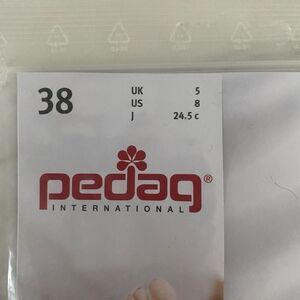 38
UK 5
US 8
J 24.5 c
pedag®
INTERNATIONAL